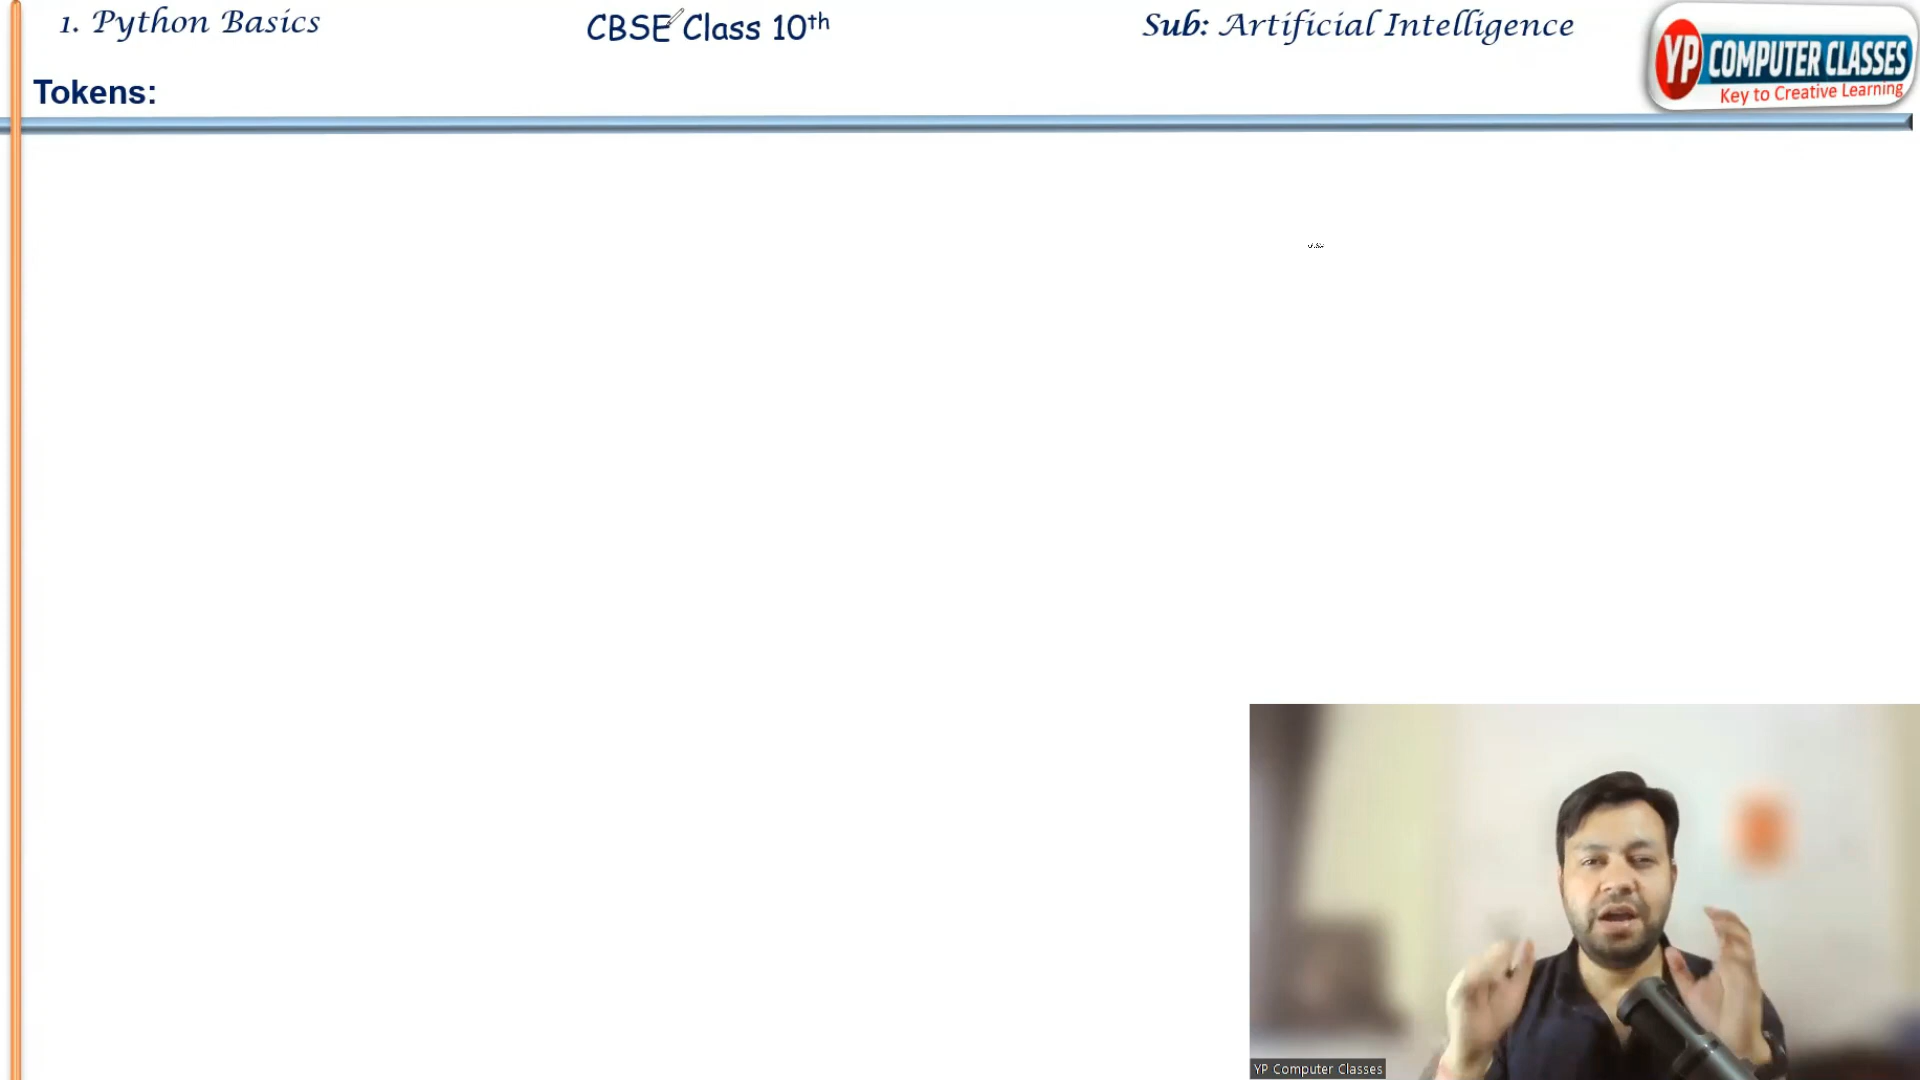 1. Python Basics
CBSE Class 10th
Sub: Artificial Intelligence
YP COMPUTER CLASSES
Key to Creative Learning
Tokens:
YP Computer Classes